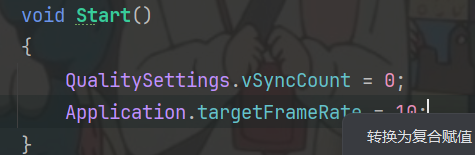 void Start()
{
QualitySettings.vSyncCount = 0;
Application.targetFrameRate = 10;
转换为复合赋值
}